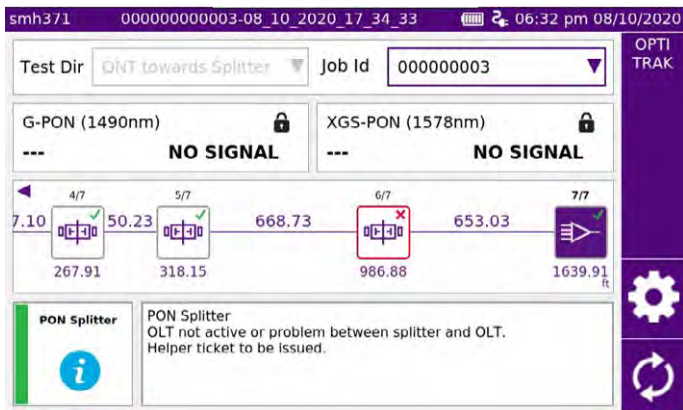 smh371 000000000003-08_10_2020_17_34_33 06:32 pm 08/10/2020
OPTI
TRAK
Test Dir ONT towards Splitter Job Id 000000003
G-PON (1490nm)
--- NO SIGNAL
XGS-PON (1578nm)
--- NO SIGNAL
4/7 5/7 6/7 7/7
7.10 50.23 668.73 653.03
267.91 318.15 986.88 1639.91
ft
PON Splitter
i
PON Splitter
OLT not active or problem between splitter and OLT.
Helper ticket to be issued.